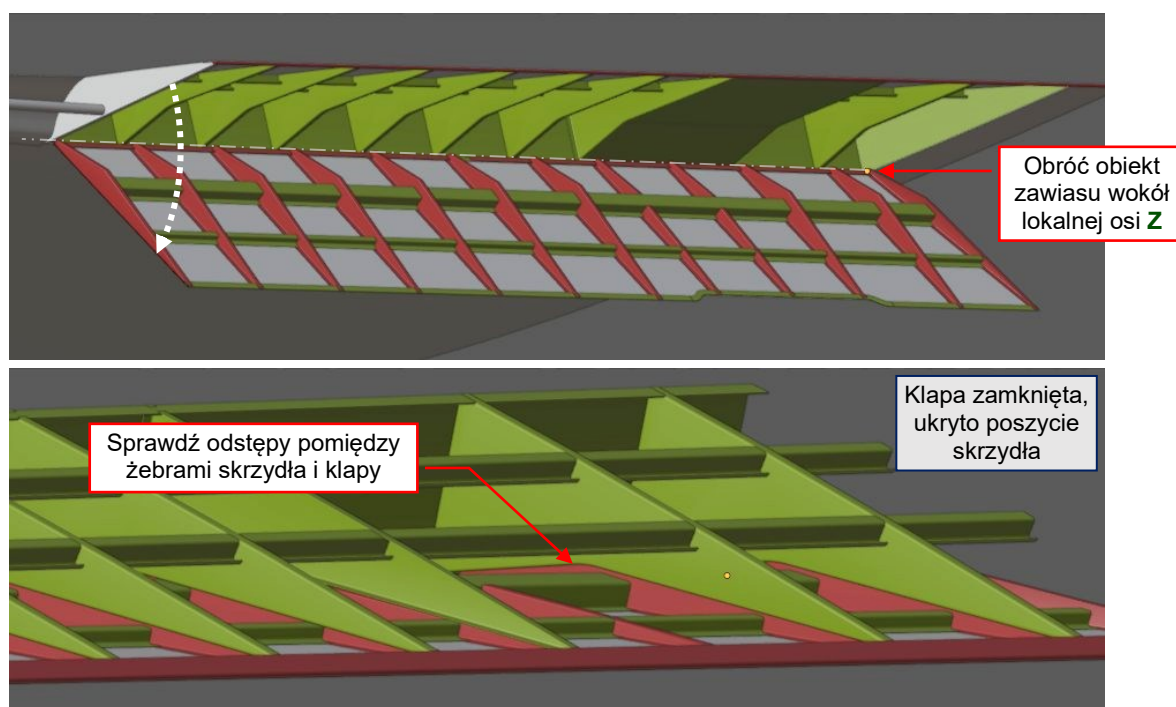 Obróć obiekt
zawiasu wokół
lokalnej osi Z
Klapa zamknięta,
ukryto poszycie
skrzydła
Sprawdź odstępy pomiędzy
żebrami skrzydła i klapy